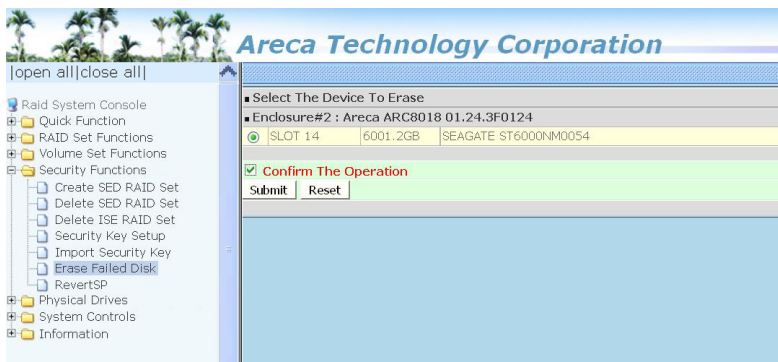 Areca Technology Corporation
|open all|close all|
Raid System Console
Quick Function
RAID Set Functions
Volume Set Functions
Security Functions
Create SED RAID Set
Delete SED RAID Set
Delete ISE RAID Set
Security Key Setup
Import Security Key
Erase Failed Disk
RevertSP
Physical Drives
System Controls
Information
Select The Device To Erase
Enclosure#2 : Areca ARC8018 01.24.3F0124
SLOT 14 6001.2GB SEAGATE ST6000NM0054
Confirm The Operation
Submit Reset